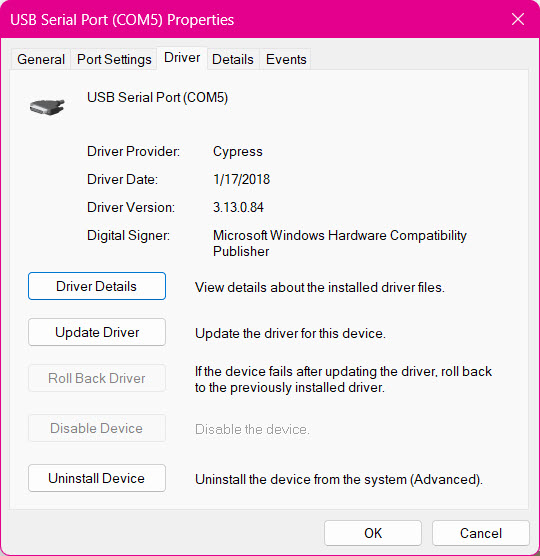 USB Serial Port (COM5) Properties
General Port Settings Driver Details Events
USB Serial Port (COM5)
Driver Provider: Cypress
Driver Date: 1/17/2018
Driver Version: 3.13.0.84
Digital Signer: Microsoft Windows Hardware Compatibility
Publisher
Driver Details View details about the installed driver files.
Update Driver Update the driver for this device.
Roll Back Driver If the device fails after updating the driver, roll back
to the previously installed driver.
Disable Device Disable the device.
Uninstall Device Uninstall the device from the system (Advanced).
OK Cancel